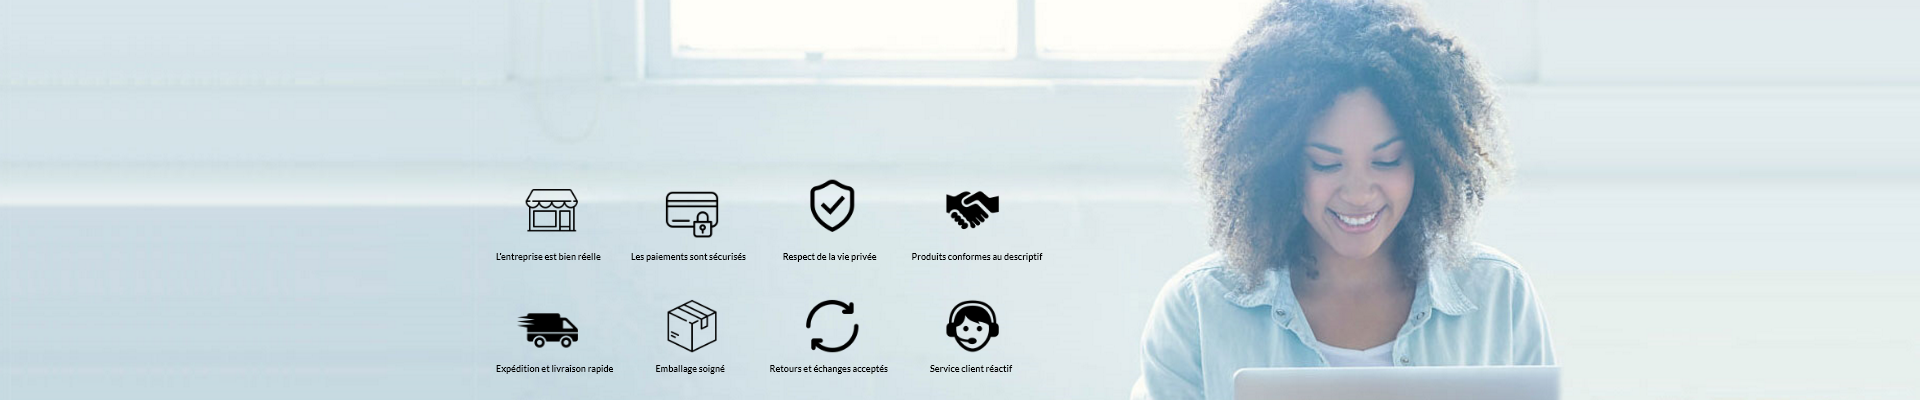 L'entreprise est bien réelle
Les paiements sont sécurisés
Respect de la vie privée
Produits conformes au descriptif
Expédition et livraison rapide
Emballage soigné
Retours et échanges acceptés
Service client réactif